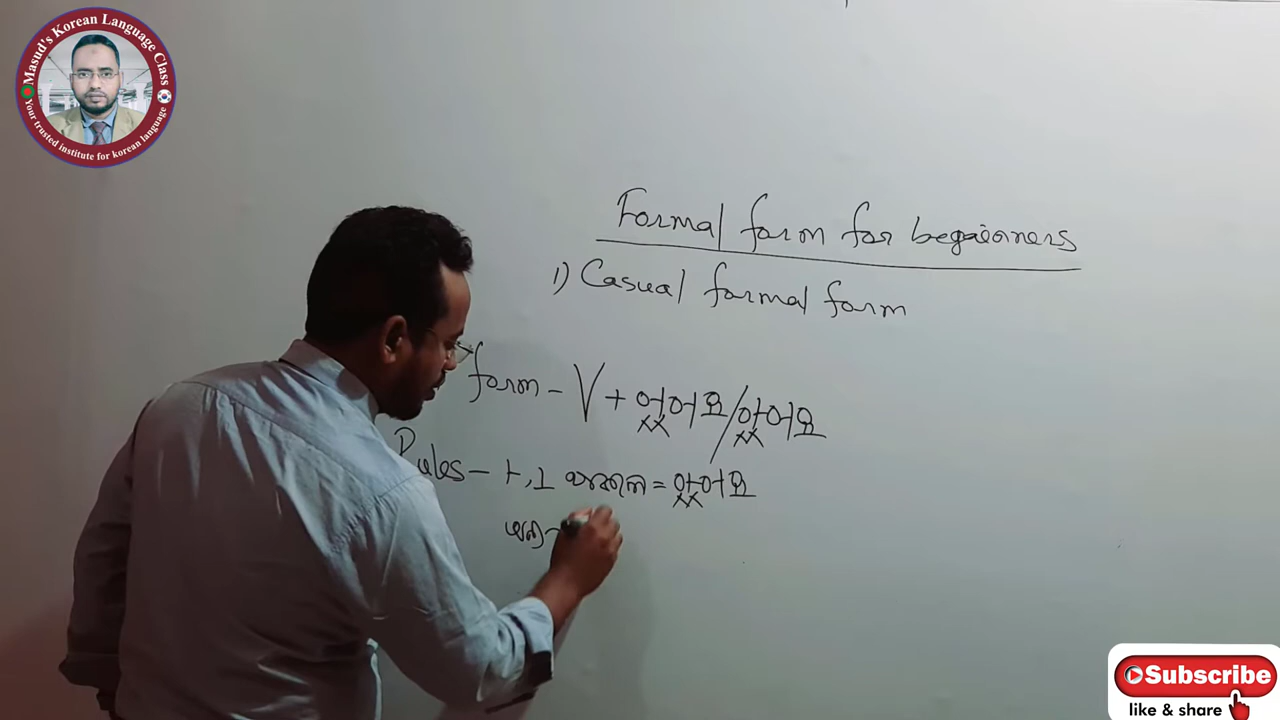 Masud's Korean Language Class
Your trusted institute for korean language
Formal form for begainners
1) Casual formal form
form - V + 았어요/었어요
Rules - ㅏ,ㅗ থাকলে = 았어요
Subscribe
like & share